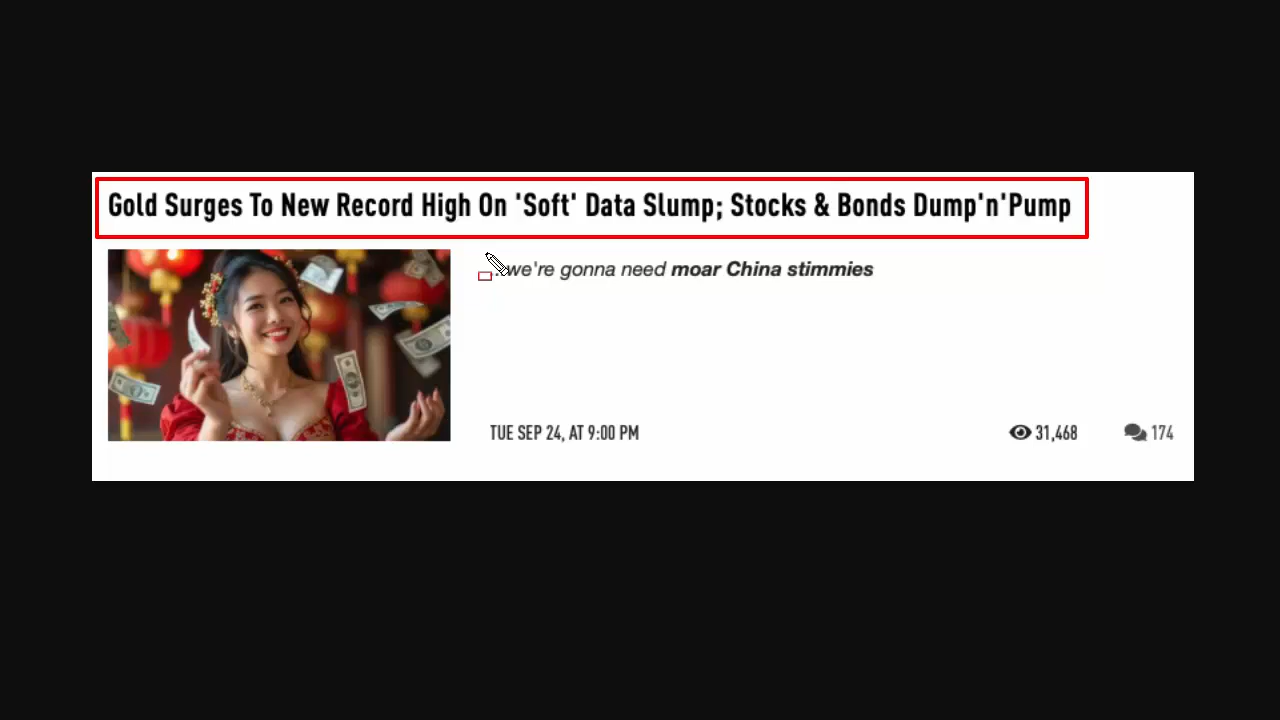 Gold Surges To New Record High On 'Soft' Data Slump; Stocks & Bonds Dump'n'Pump
...we're gonna need moar China stimmies
TUE SEP 24, AT 9:00 PM
31,468
174